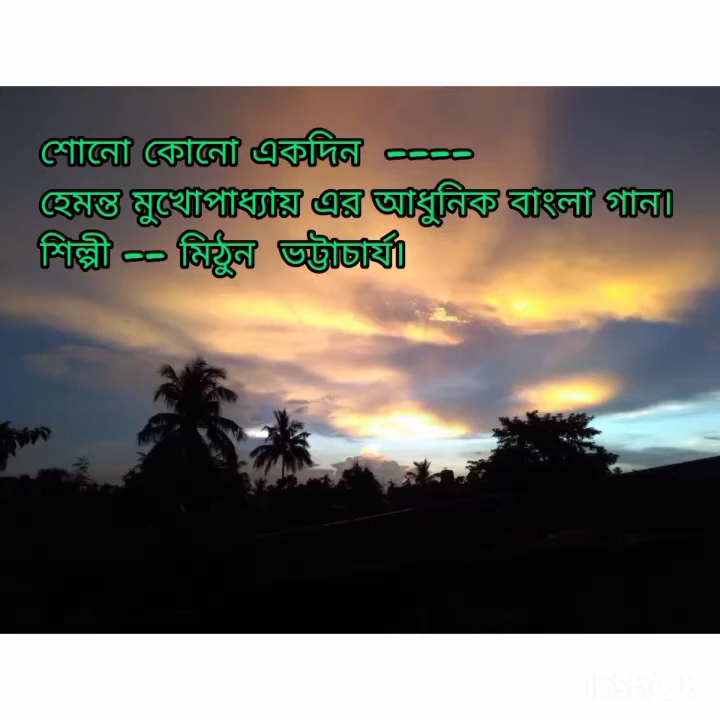 শোনো কোনো একদিন ----
হেমন্ত মুখোপাধ্যায় এর আধুনিক বাংলা গান।
শিল্পী -- মিঠুন ভট্টাচার্য।